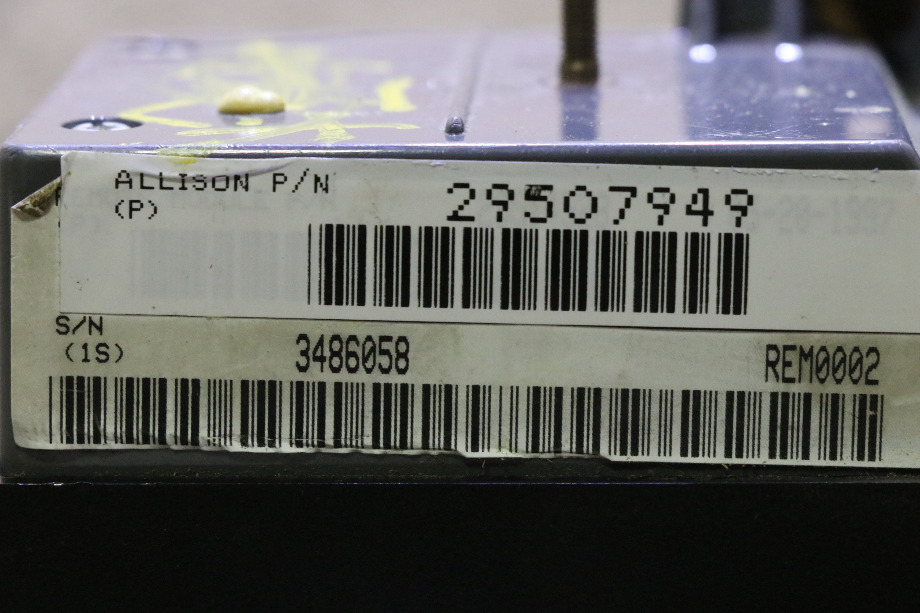 ALLISON P/N
(P) 29507949
S/N
(1S) 3486058 REM0002